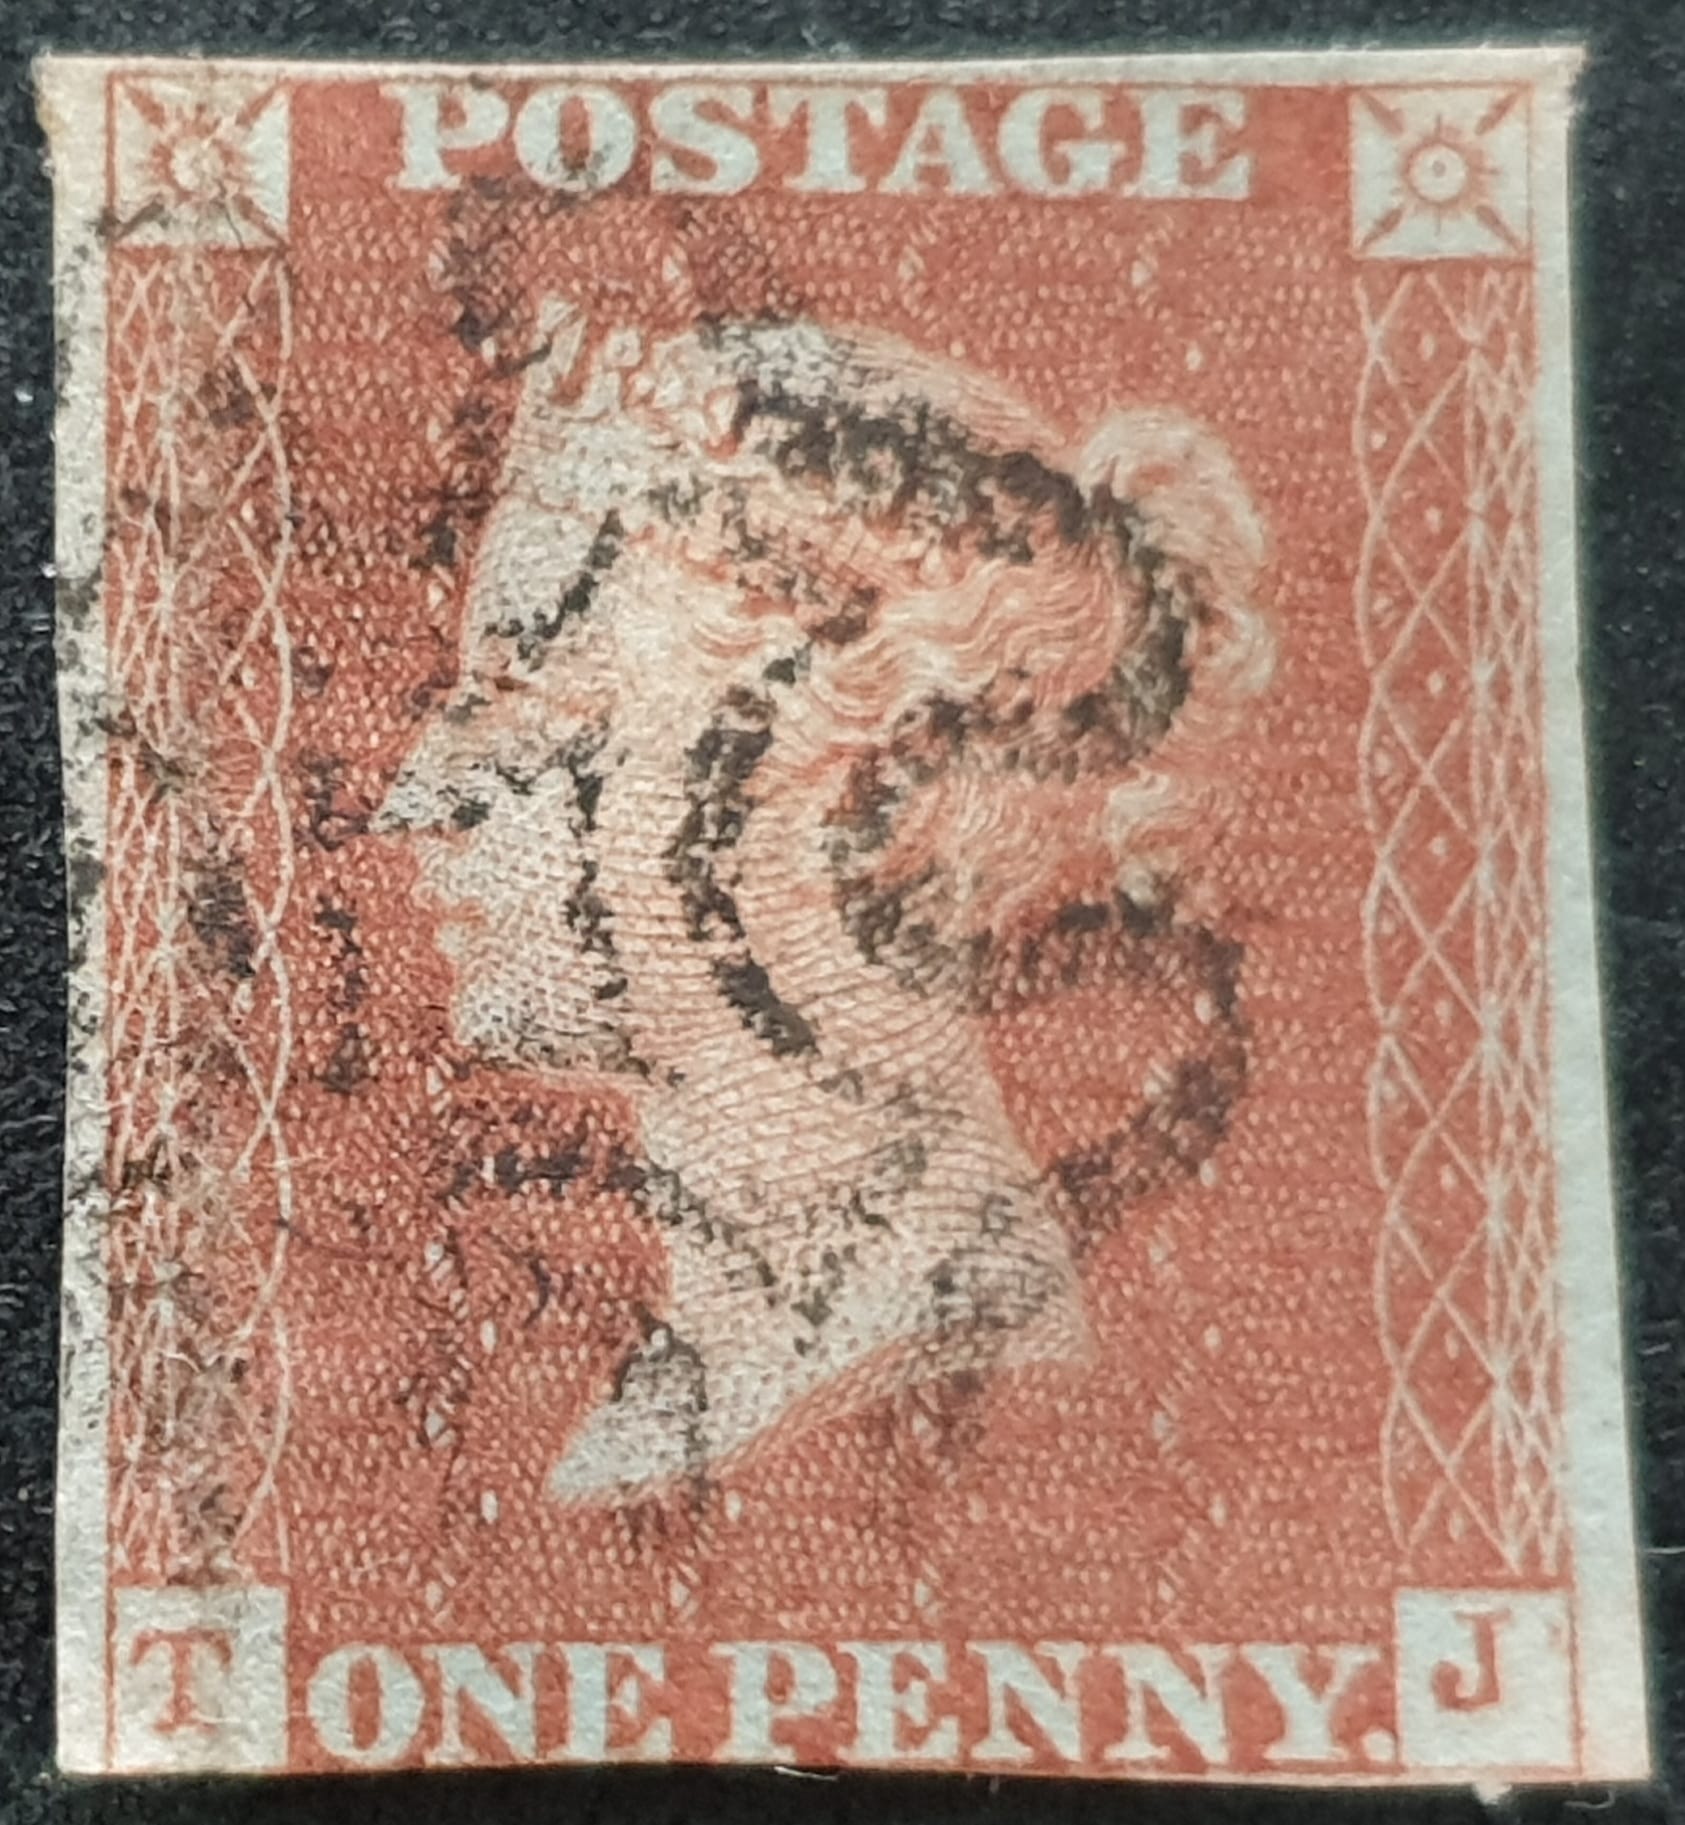 POSTAGE
T ONE PENNY. J